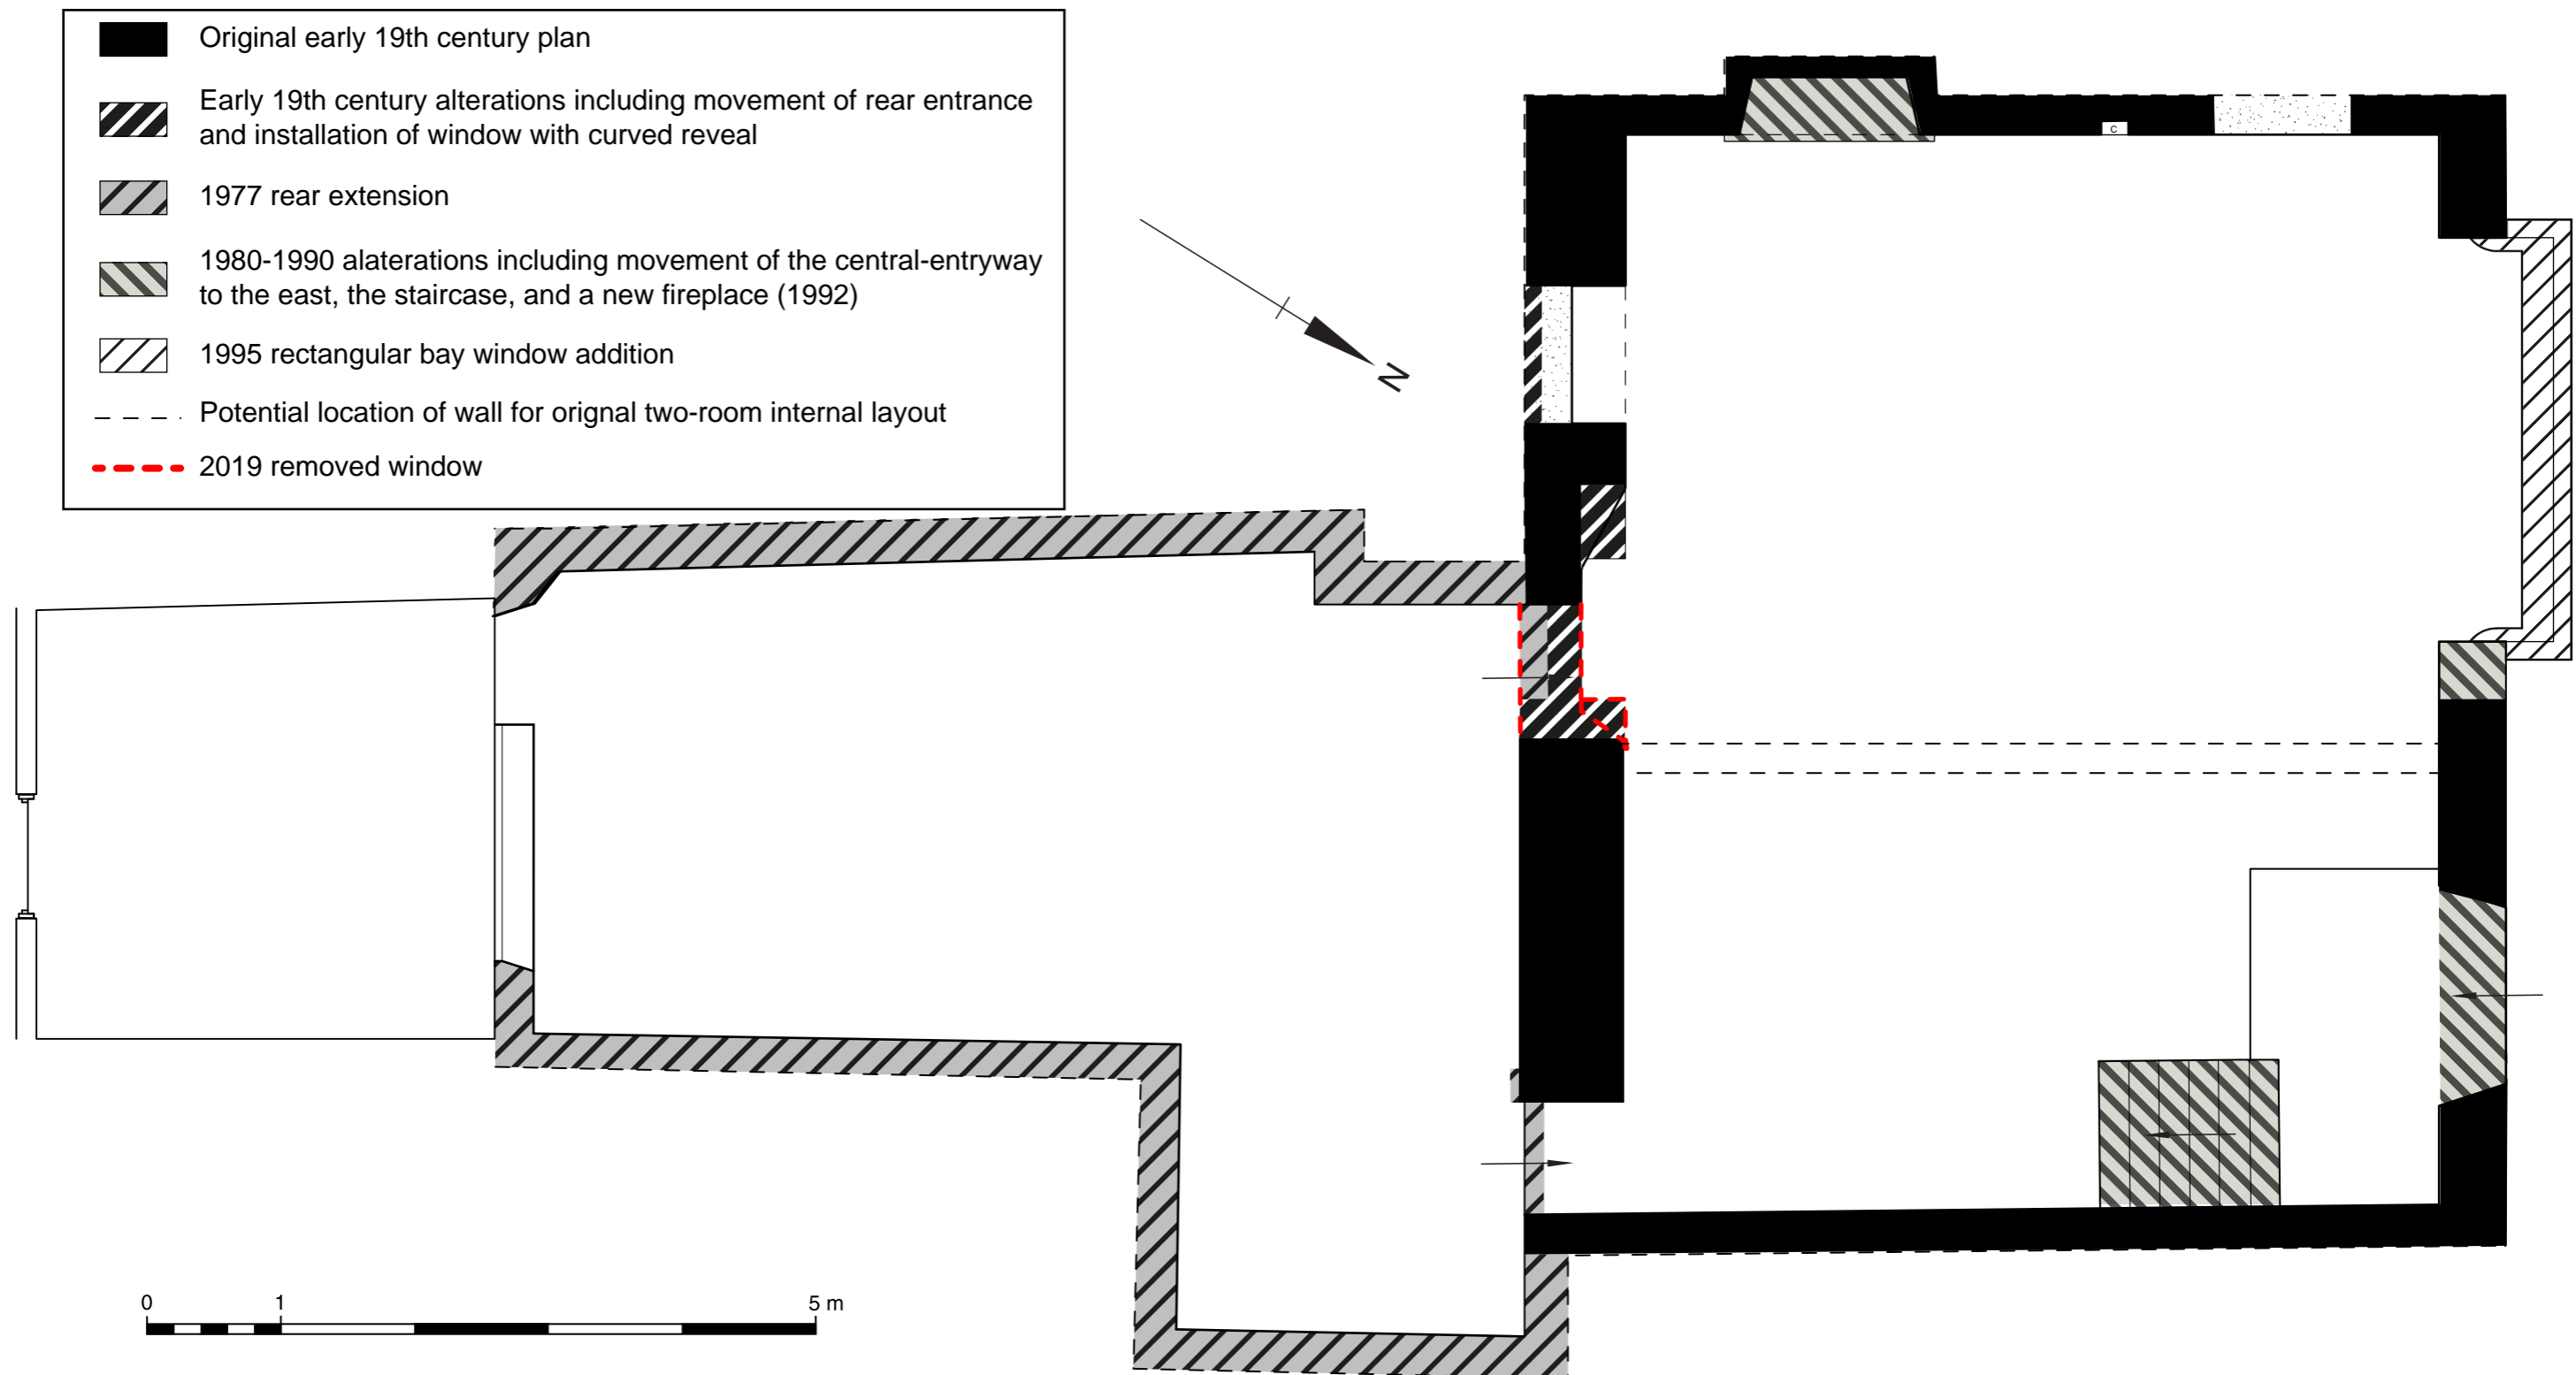 Original early 19th century plan
Early 19th century alterations including movement of rear entrance
and installation of window with curved reveal
1977 rear extension
1980-1990 alaterations including movement of the central-entryway
to the east, the staircase, and a new fireplace (1992)
1995 rectangular bay window addition
Potential location of wall for orignal two-room internal layout
2019 removed window
N
C
0 1 5 m